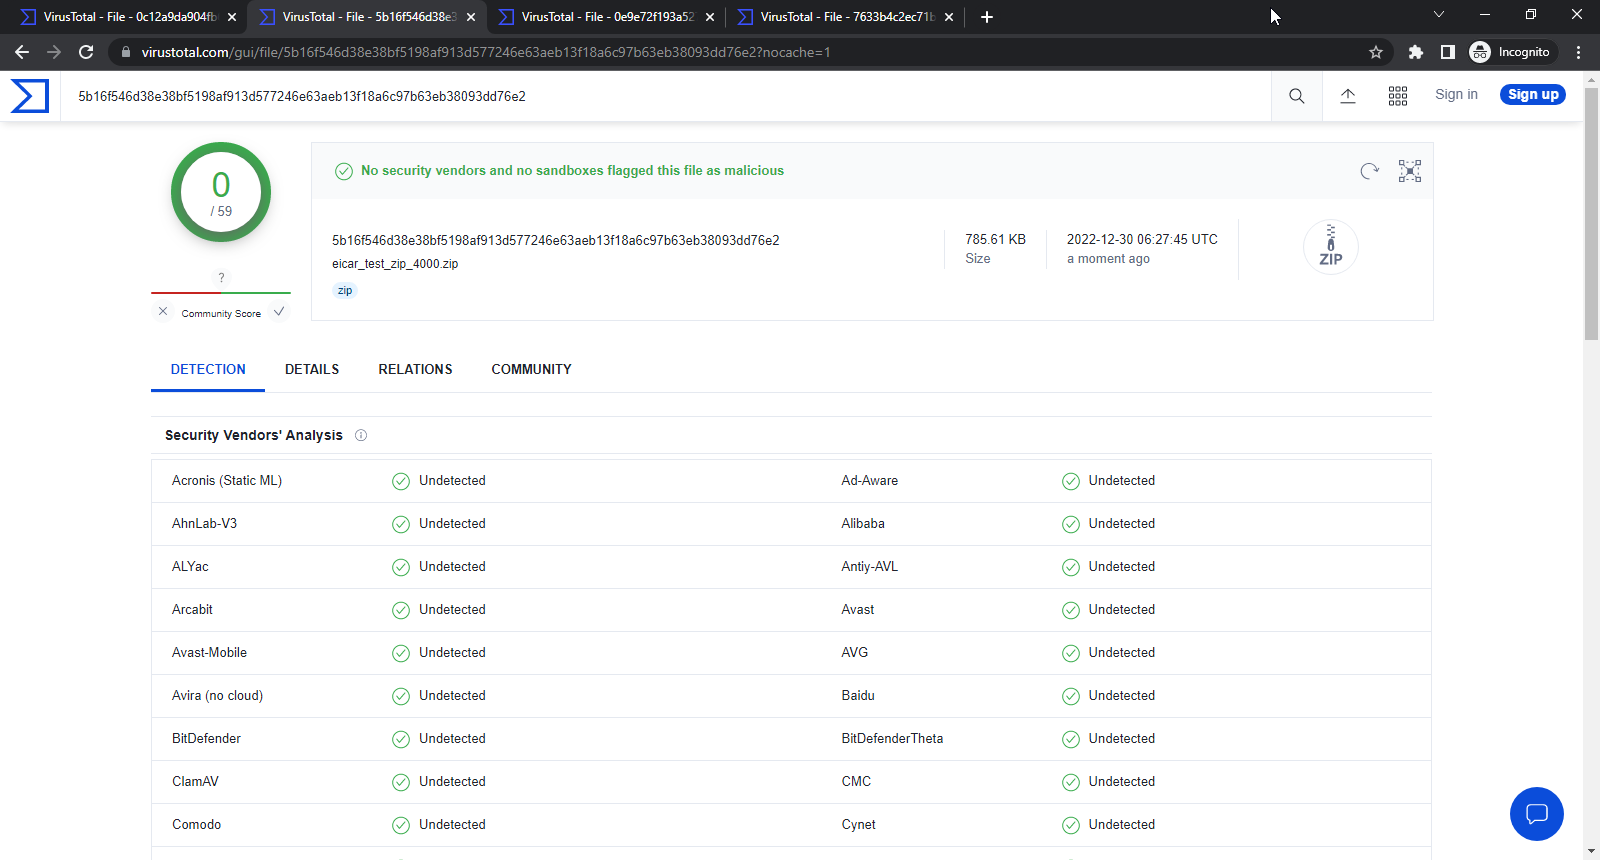 VirusTotal - File - 0c12a9da904fb
VirusTotal - File - 5b16f546d38e3
VirusTotal - File - 0e9e72f193a52
VirusTotal - File - 7633b4c2ec71b
virustotal.com/gui/file/5b16f546d38e38bf5198af913d577246e63aeb13f18a6c97b63eb38093dd76e2?nocache=1
Incognito
5b16f546d38e38bf5198af913d577246e63aeb13f18a6c97b63eb38093dd76e2
Sign in
Sign up
0
/ 59
No security vendors and no sandboxes flagged this file as malicious
5b16f546d38e38bf5198af913d577246e63aeb13f18a6c97b63eb38093dd76e2
eicar_test_zip_4000.zip
zip
785.61 KB
Size
2022-12-30 06:27:45 UTC
a moment ago
ZIP
?
Community Score
DETECTION
DETAILS
RELATIONS
COMMUNITY
Security Vendors' Analysis
Acronis (Static ML) Undetected Ad-Aware Undetected
AhnLab-V3 Undetected Alibaba Undetected
ALYac Undetected Antiy-AVL Undetected
Arcabit Undetected Avast Undetected
Avast-Mobile Undetected AVG Undetected
Avira (no cloud) Undetected Baidu Undetected
BitDefender Undetected BitDefenderTheta Undetected
ClamAV Undetected CMC Undetected
Comodo Undetected Cynet Undetected